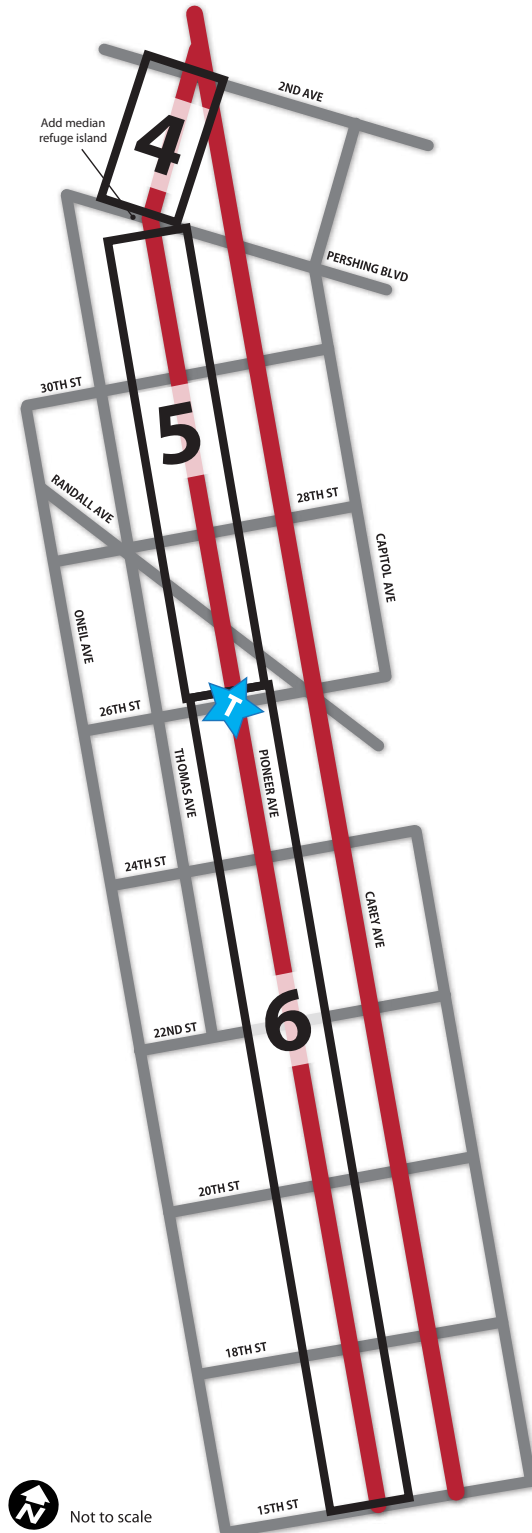 2ND AVE
Add median
refuge island
4
PERSHING BLVD
30TH ST
5
RANDALL AVE
28TH ST
CAPITOL AVE
ONEIL AVE
26TH ST
T
THOMAS AVE
PIONEER AVE
24TH ST
CAREY AVE
6
22ND ST
20TH ST
18TH ST
15TH ST
N
Not to scale